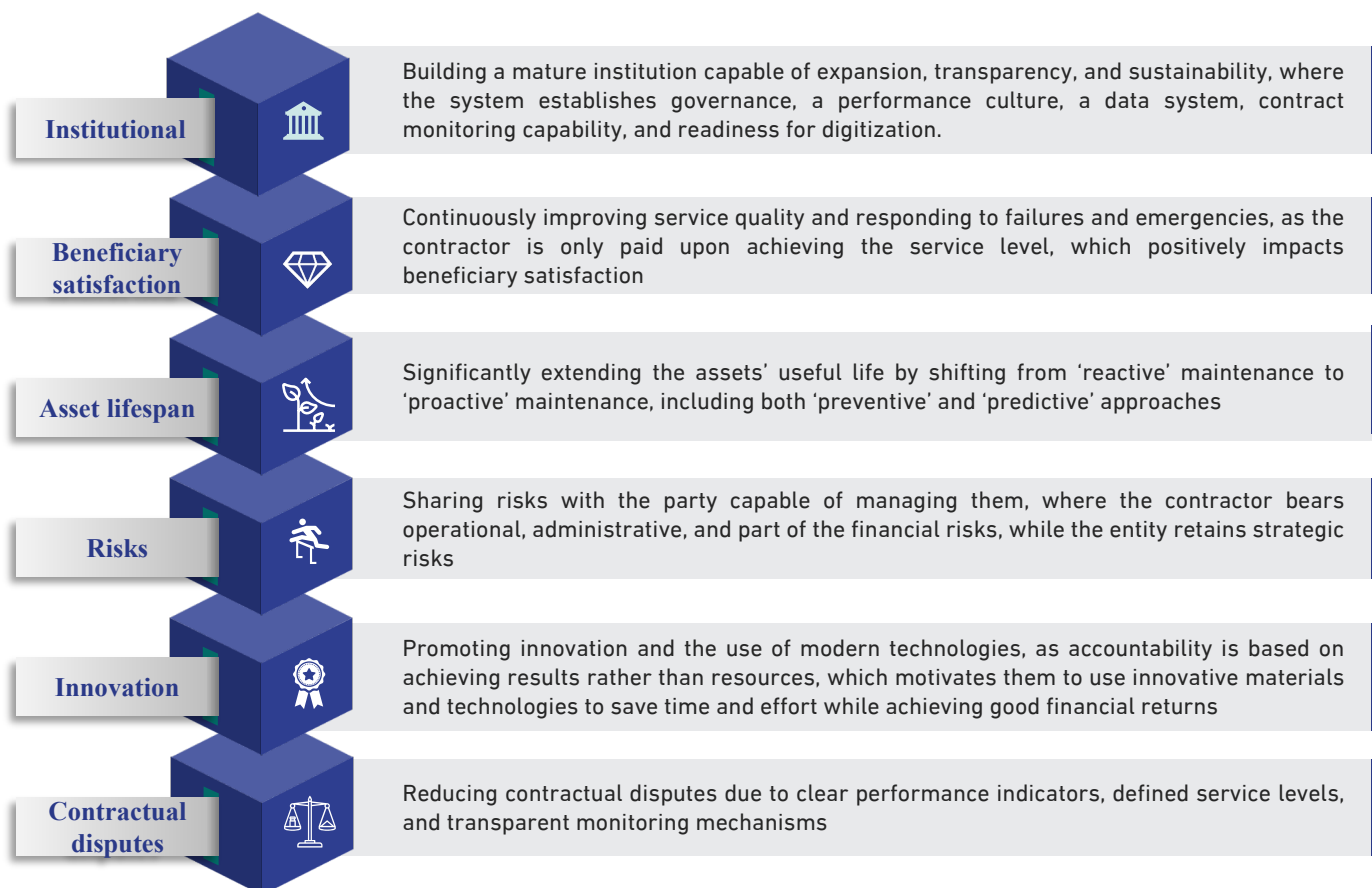 Institutional
Building a mature institution capable of expansion, transparency, and sustainability, where
the system establishes governance, a performance culture, a data system, contract
monitoring capability, and readiness for digitization.
Beneficiary
satisfaction
Continuously improving service quality and responding to failures and emergencies, as the
contractor is only paid upon achieving the service level, which positively impacts
beneficiary satisfaction
Asset lifespan
Significantly extending the assets’ useful life by shifting from ‘reactive’ maintenance to
‘proactive’ maintenance, including both ‘preventive’ and ‘predictive’ approaches
Risks
Sharing risks with the party capable of managing them, where the contractor bears
operational, administrative, and part of the financial risks, while the entity retains strategic
risks
Innovation
Promoting innovation and the use of modern technologies, as accountability is based on
achieving results rather than resources, which motivates them to use innovative materials
and technologies to save time and effort while achieving good financial returns
Contractual
disputes
Reducing contractual disputes due to clear performance indicators, defined service levels,
and transparent monitoring mechanisms